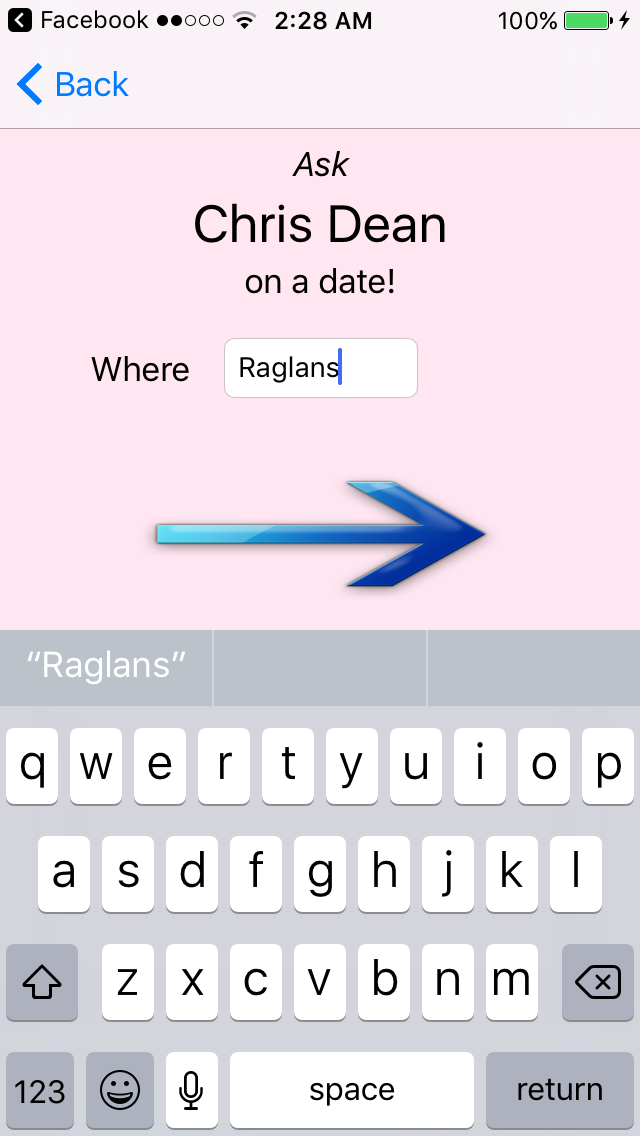 Facebook 2:28 AM 100%
Back
Ask
Chris Dean
on a date!
Where Raglans
“Raglans”
q w e r t y u i o p
a s d f g h j k l
z x c v b n m
123 space return